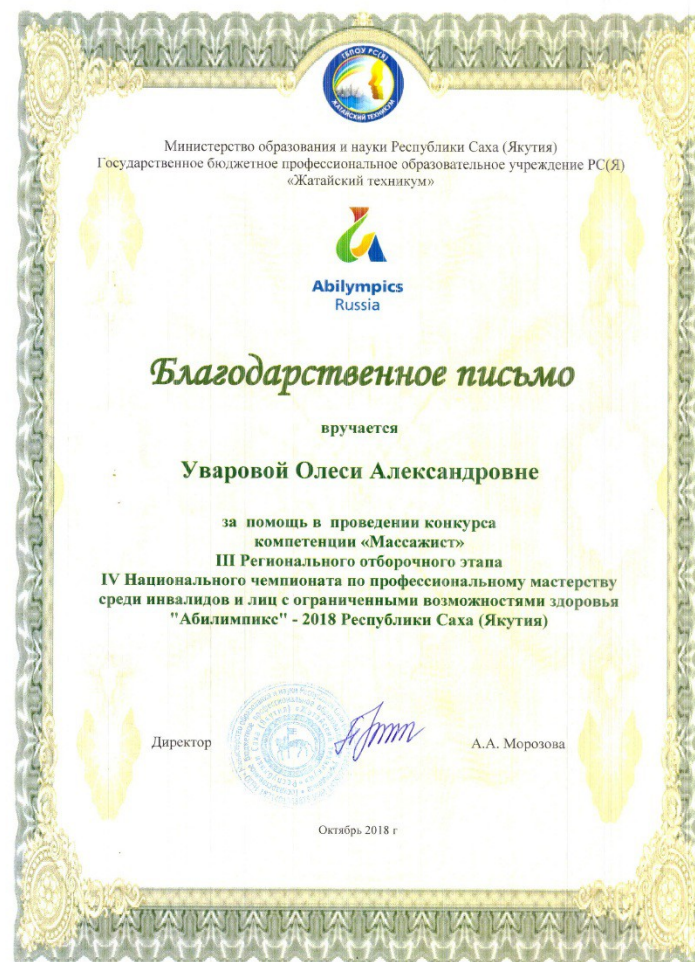 ГБПОУ РС(Я)
ЖАТАЙСКИЙ ТЕХНИКУМ
Министерство образования и науки Республики Саха (Якутия)
Государственное бюджетное профессиональное образовательное учреждение РС(Я)
«Жатайский техникум»
Abilympics
Russia
Благодарственное письмо
вручается
Уваровой Олеси Александровне
за помощь в проведении конкурса
компетенции «Массажист»
III Регионального отборочного этапа
IV Национального чемпионата по профессиональному мастерству
среди инвалидов и лиц с ограниченными возможностями здоровья
"Абилимпикс" - 2018 Республики Саха (Якутия)
Директор
А.А. Морозова
Октябрь 2018 г